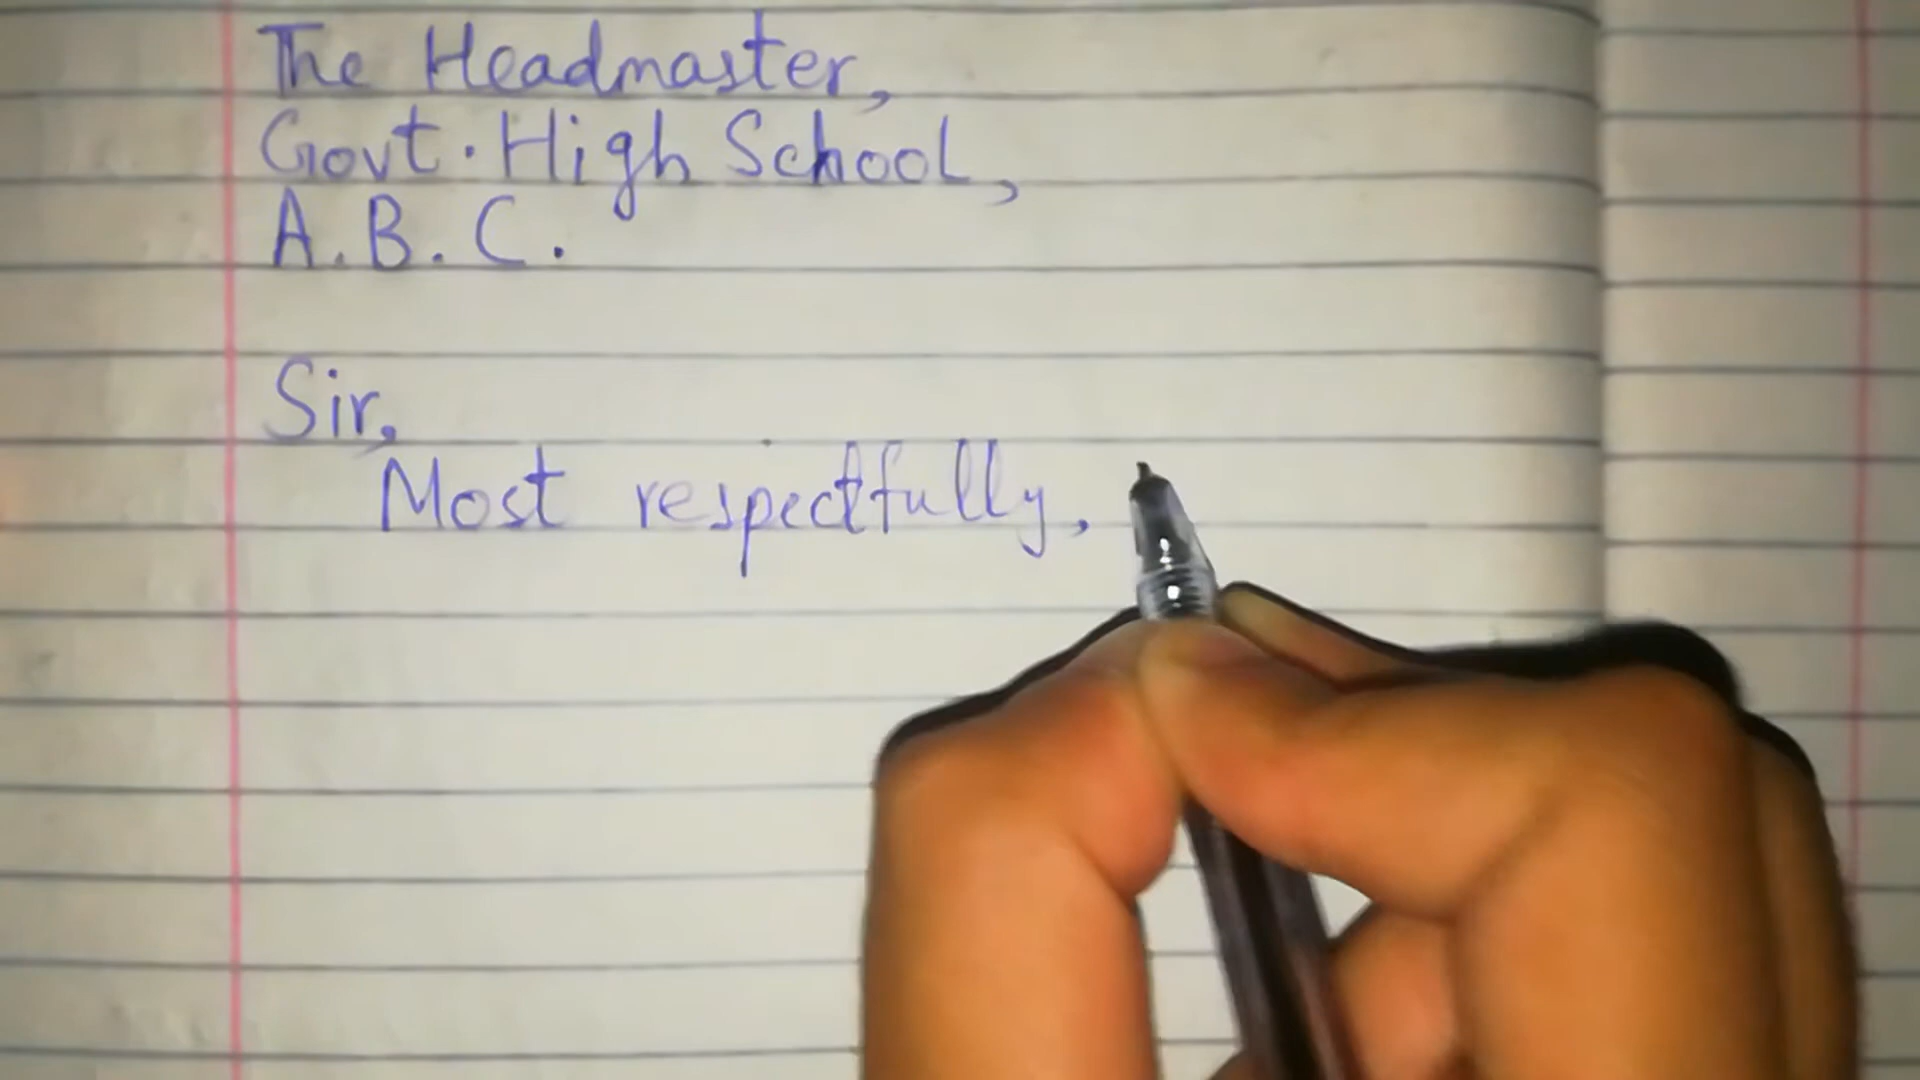 The Headmaster,
Govt. High School,
A.B.C.
Sir,
Most respectfully,